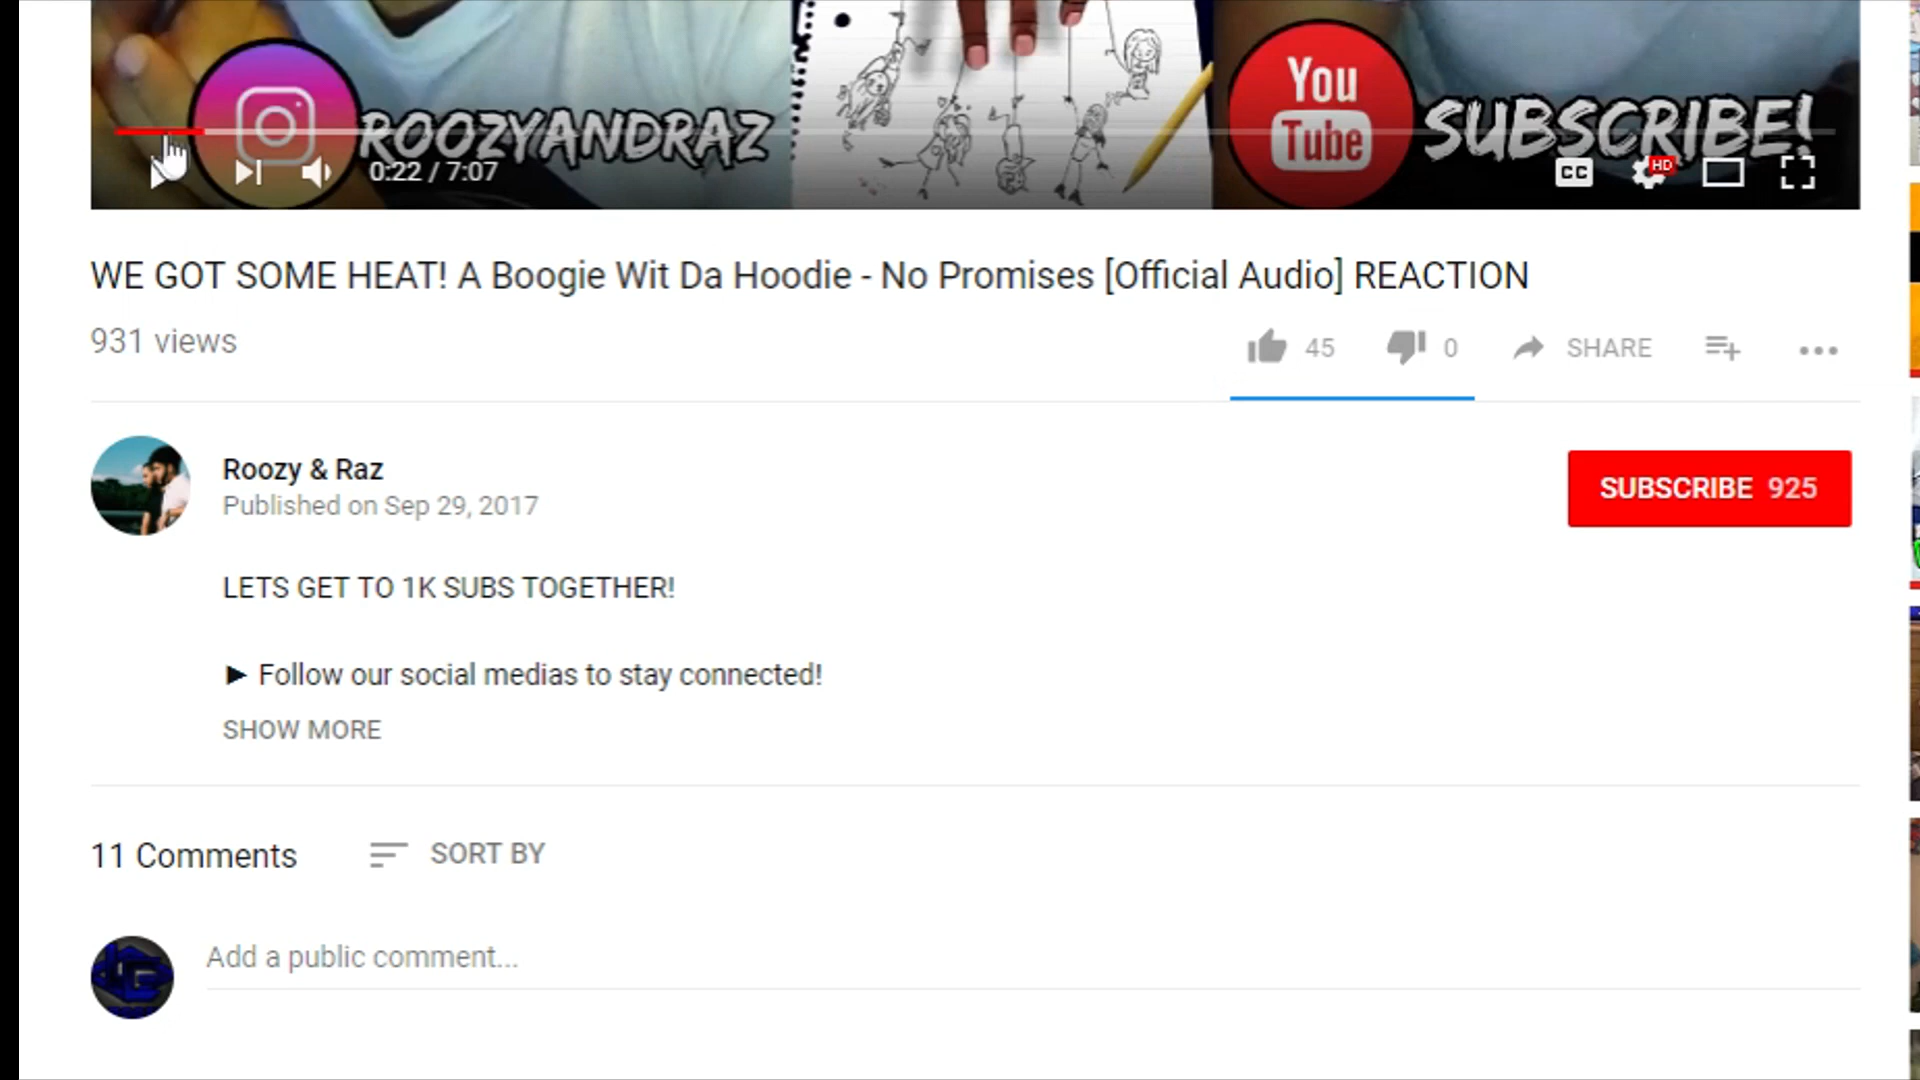 ROOZYANDRAZ
You
Tube
SUBSCRIBE!
0:22 / 7:07
CC
HD
WE GOT SOME HEAT! A Boogie Wit Da Hoodie - No Promises [Official Audio] REACTION
931 views
45
0
SHARE
Roozy & Raz
Published on Sep 29, 2017
SUBSCRIBE 925
LETS GET TO 1K SUBS TOGETHER!
► Follow our social medias to stay connected!
SHOW MORE
11 Comments
SORT BY
Add a public comment...